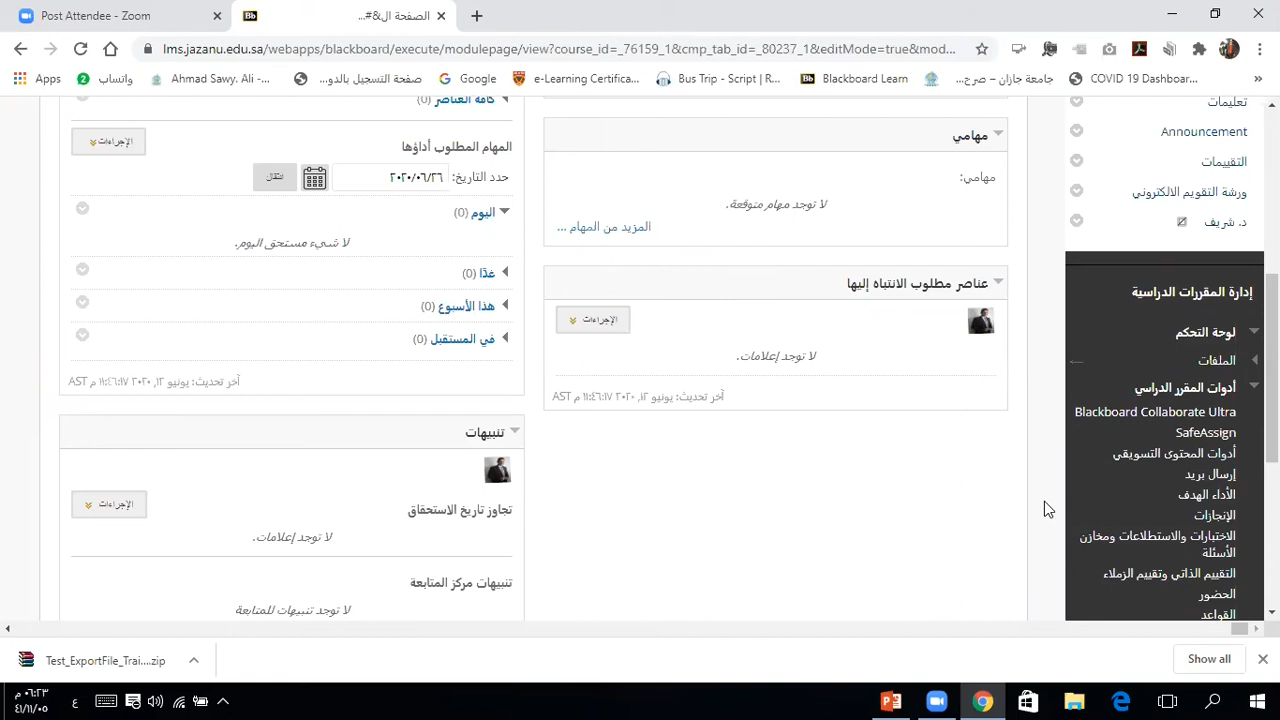 Post Attendee - Zoom
الصفحة ال&#...
lms.jazanu.edu.sa/webapps/blackboard/execute/modulepage/view?course_id=_76159_1&cmp_tab_id=_80237_1&editMode=true&mod...
Apps
واتساب
Ahmad Sawy. Ali -...
صفحة التسجيل بالدو...
Google
e-Learning Certifica...
Bus Trip – Script | R...
Blackboard Learn
جامعة جازان – صرح...
COVID 19 Dashboar...
»
تعليمات
Announcement
التقييمات
ورشة التقويم الالكتروني
د. شريف
إدارة المقررات الدراسية
لوحة التحكم
الملفات
أدوات المقرر الدراسي
Blackboard Collaborate Ultra
SafeAssign
أدوات المحتوى التسويقي
إرسال بريد
الأداء الهدف
الإنجازات
الاختبارات والاستطلاعات ومخازن
الأسئلة
التقييم الذاتي وتقييم الزملاء
الحضور
القواعد
مهامي
مهامي:
لا توجد مهام متوقعة.
المزيد من المهام ...
عناصر مطلوب الانتباه إليها
الإجراءات
لا توجد إعلامات.
آخر تحديث: يونيو ١٢, ٢٠٢٠ ١١:٤٦:١٧ م AST
كافة العناصر (0)
المهام المطلوب أداؤها
الإجراءات
حدد التاريخ:
٢٠٢٠/٠٦/٢٦
انتقال
اليوم (0)
لا شيء مستحق اليوم.
غدًا (0)
هذا الأسبوع (0)
في المستقبل (0)
آخر تحديث: يونيو ١٢, ٢٠٢٠ ١١:٤٦:١٧ م AST
تنبيهات
تجاوز تاريخ الاستحقاق
الإجراءات
لا توجد إعلامات.
تنبيهات مركز المتابعة
لا توجد تنبيهات للمتابعة
Test_ExportFile_Trai....zip
Show all
٠٦:٢٣ م
٤١/١١/٠٥
ع